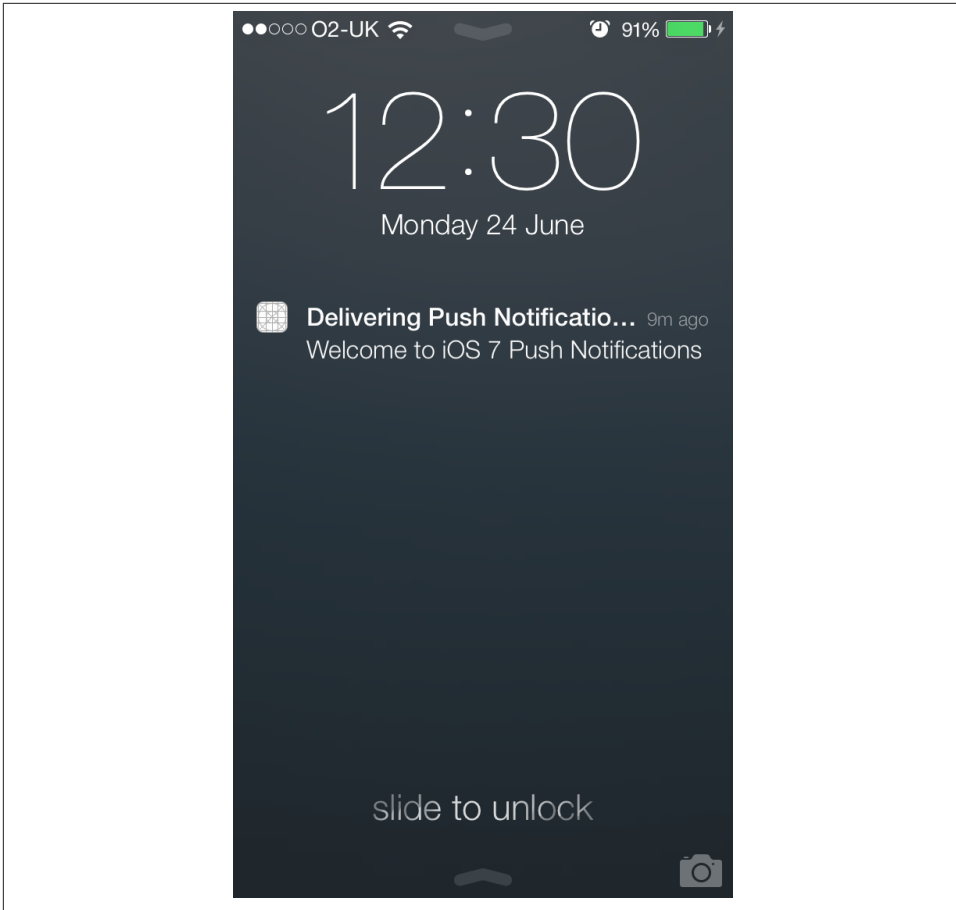 O2-UK 91%
12:30
Monday 24 June
Delivering Push Notificatio... 9m ago
Welcome to iOS 7 Push Notifications
slide to unlock